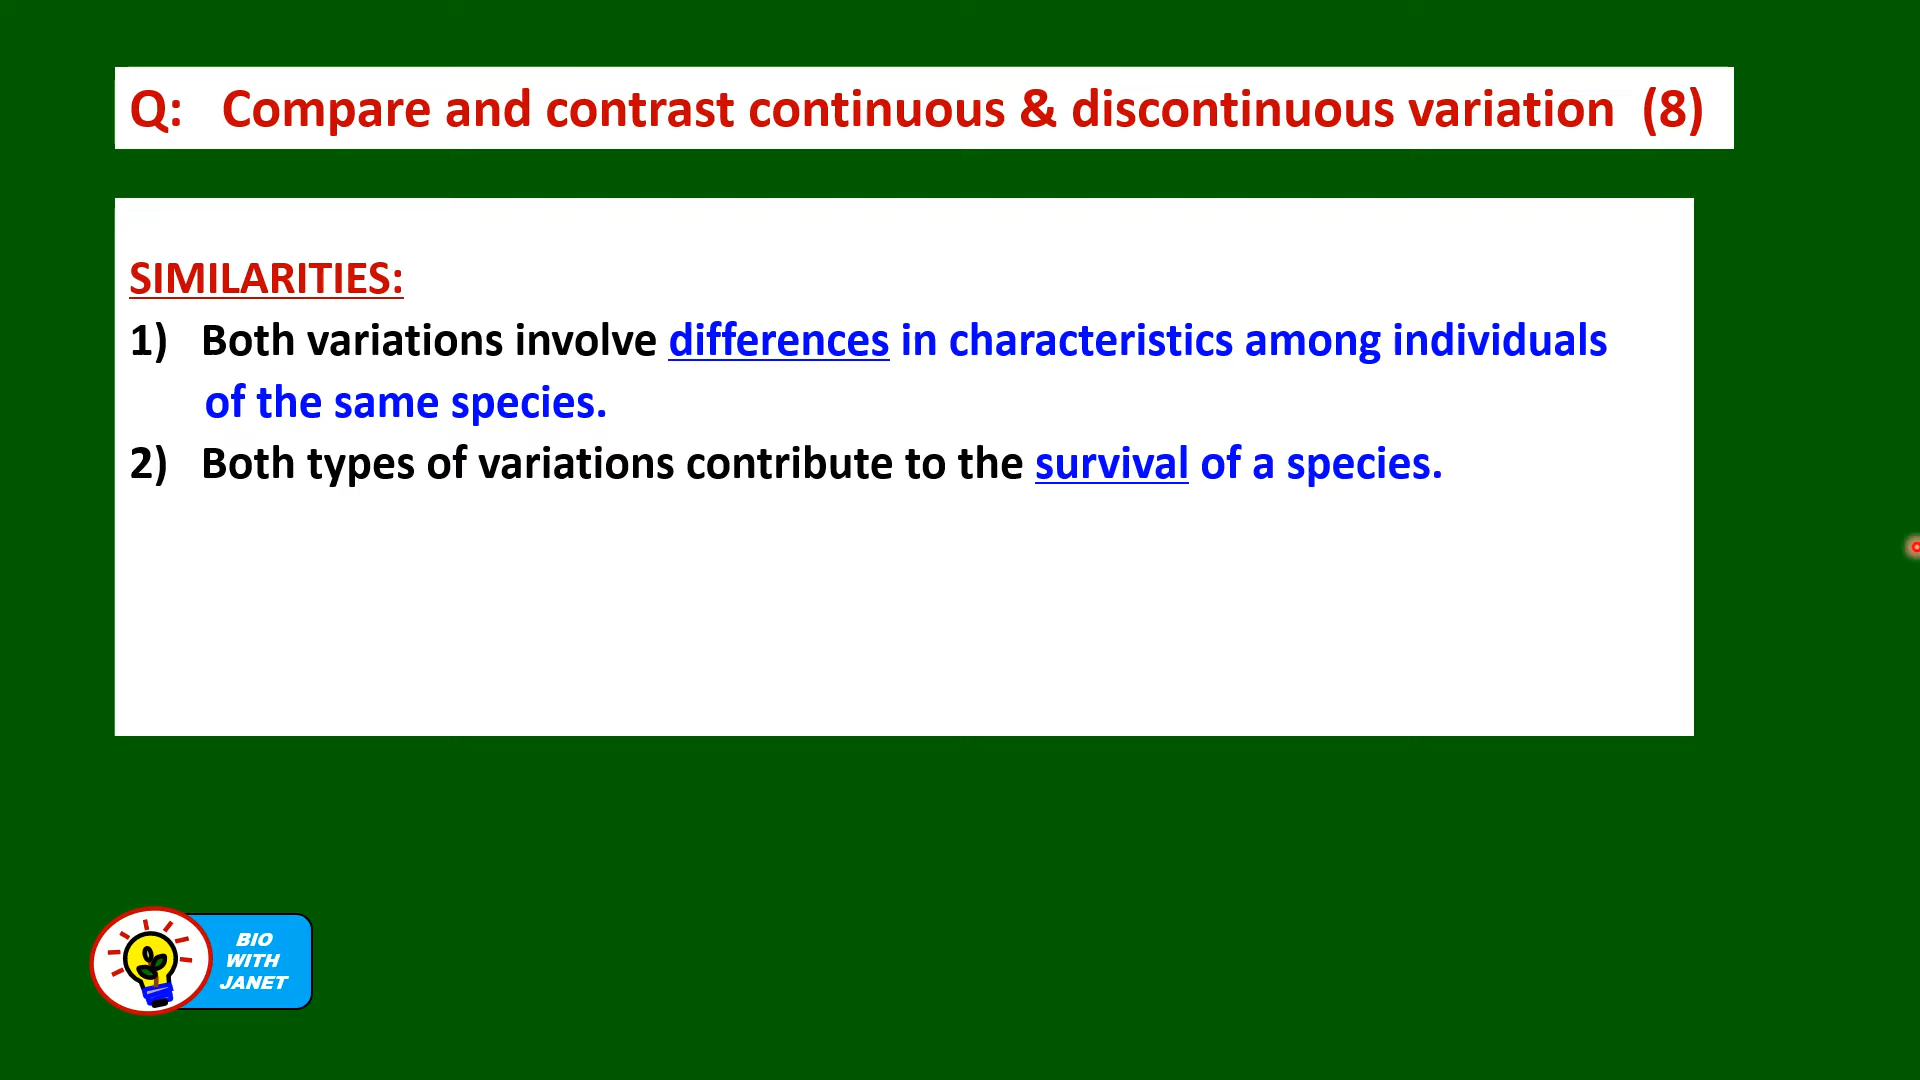 Q: Compare and contrast continuous & discontinuous variation (8)
SIMILARITIES:
1) Both variations involve differences in characteristics among individuals
of the same species.
2) Both types of variations contribute to the survival of a species.
BIO
WITH
JANET